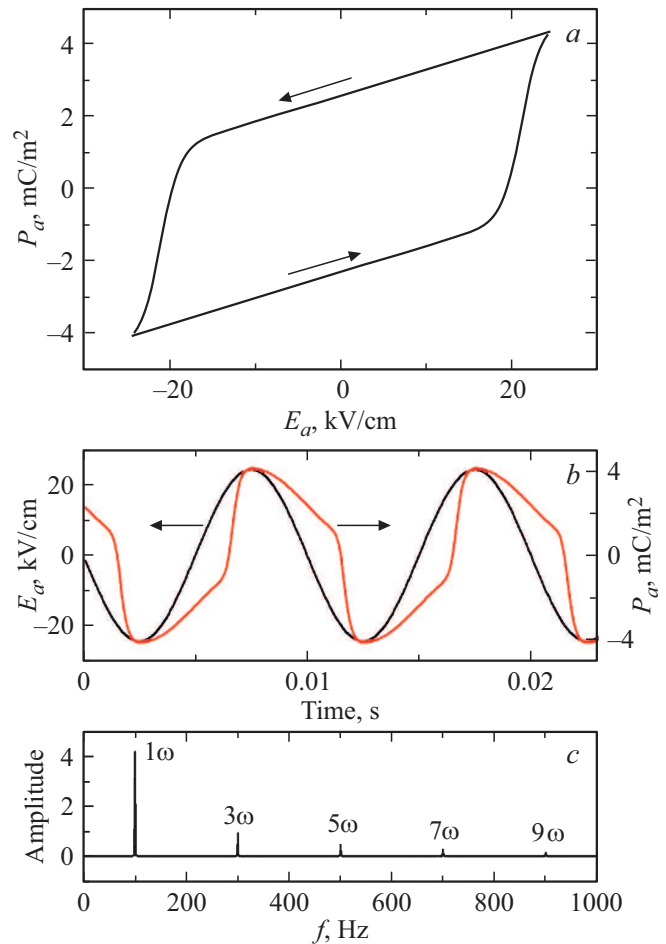 a
4
2
0
–2
–4
P_a, mC/m²
–20
0
20
E_a, kV/cm
b
20
0
–20
E_a, kV/cm
4
0
–4
P_a, mC/m²
0
0.01
0.02
Time, s
c
4
2
0
Amplitude
1ω
3ω
5ω
7ω
9ω
0
200
400
600
800
1000
f, Hz